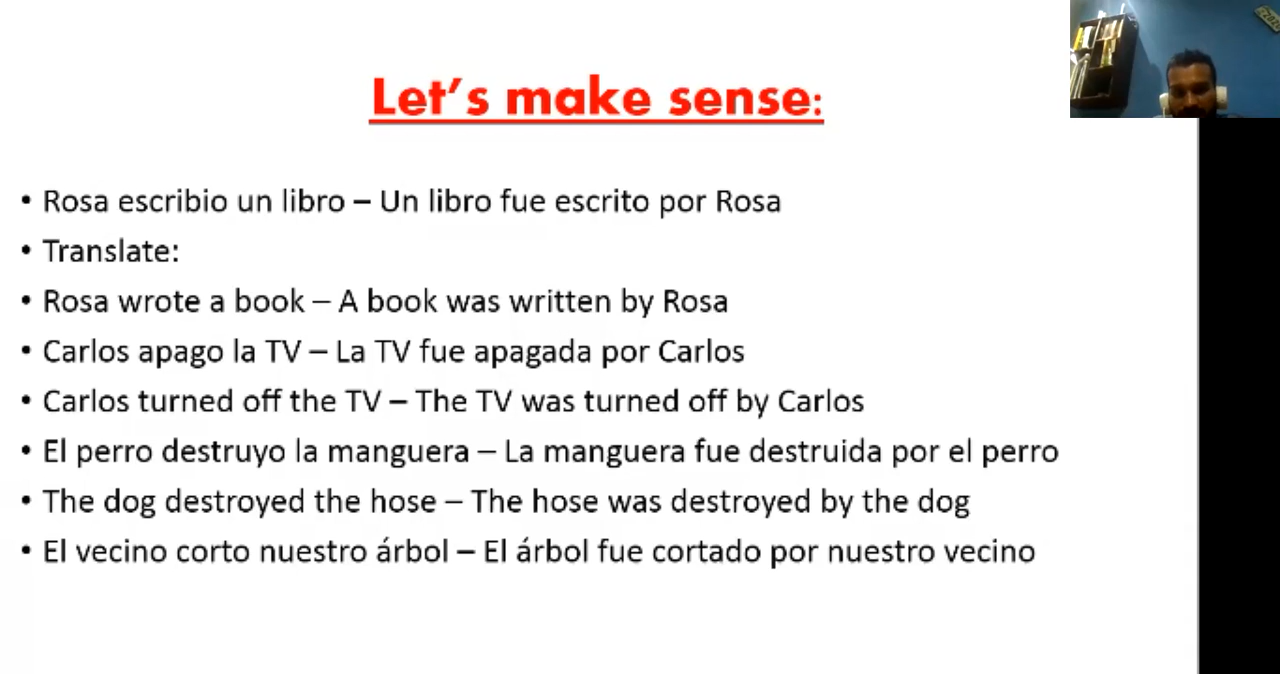 Let's make sense:
• Rosa escribio un libro – Un libro fue escrito por Rosa
• Translate:
• Rosa wrote a book – A book was written by Rosa
• Carlos apago la TV – La TV fue apagada por Carlos
• Carlos turned off the TV – The TV was turned off by Carlos
• El perro destruyo la manguera – La manguera fue destruida por el perro
• The dog destroyed the hose – The hose was destroyed by the dog
• El vecino corto nuestro árbol – El árbol fue cortado por nuestro vecino